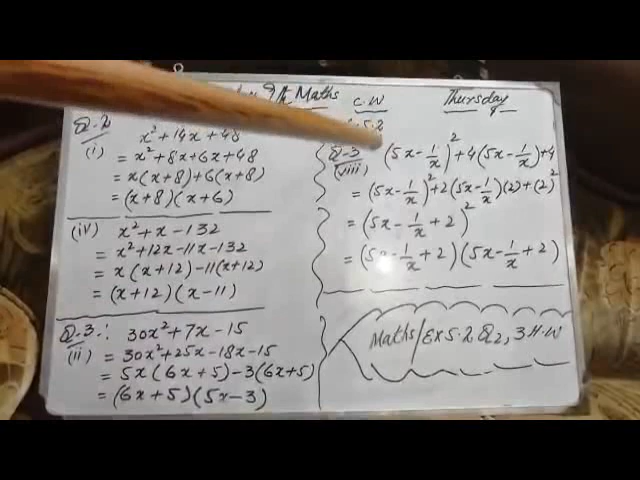 9th Maths C.W Thursday
Q.2
(i) x² + 14x + 48
= x² + 8x + 6x + 48
= x(x+8) + 6(x+8)
= (x+8)(x+6)
(iv) x² + x - 132
= x² + 12x - 11x - 132
= x(x+12) - 11(x+12)
= (x+12)(x-11)
Q.3:
(ii) 30x² + 7x - 15
= 30x² + 25x - 18x - 15
= 5x(6x+5) - 3(6x+5)
= (6x+5)(5x-3)
5.2
Q-3
(viii) (5x - 1/x)² + 4(5x - 1/x) + 4
= (5x - 1/x)² + 2(5x - 1/x)(2) + (2)²
= (5x - 1/x + 2)²
= (5x - 1/x + 2)(5x - 1/x + 2)
Maths/Ex 5.2 Q2, 3 H.W